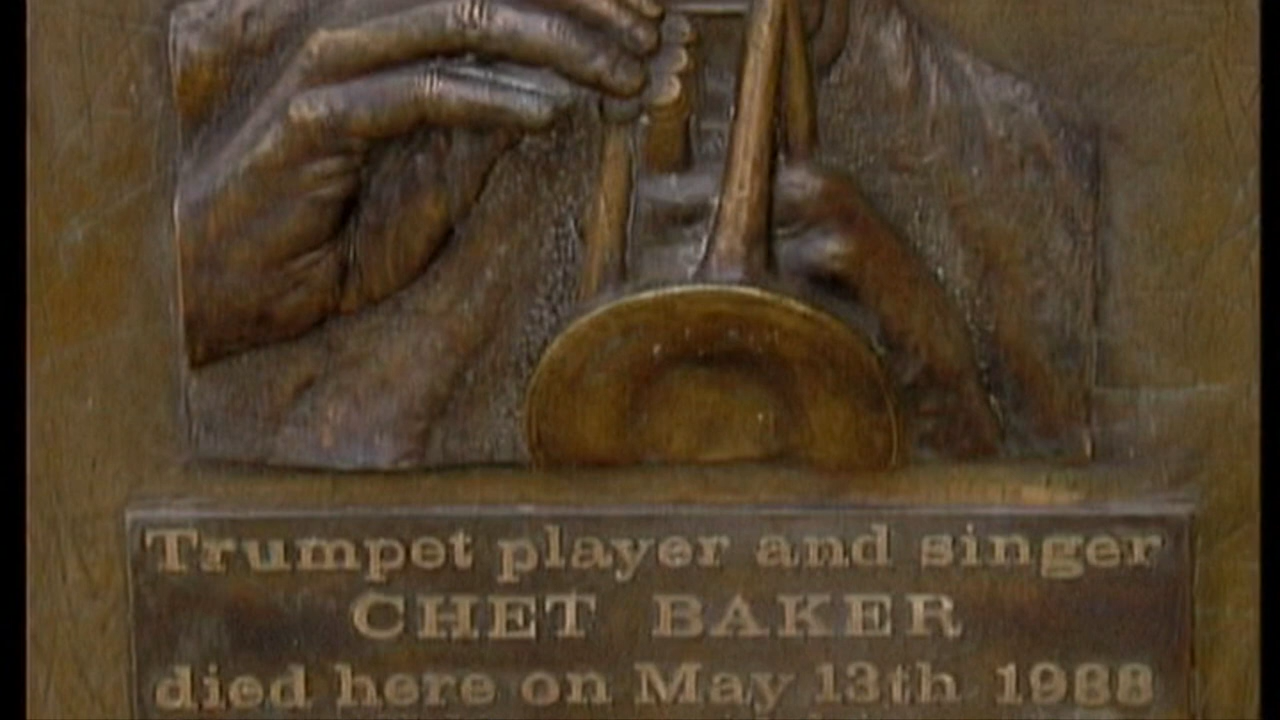 Trumpet player and singer
CHET BAKER
died here on May 13th 1988